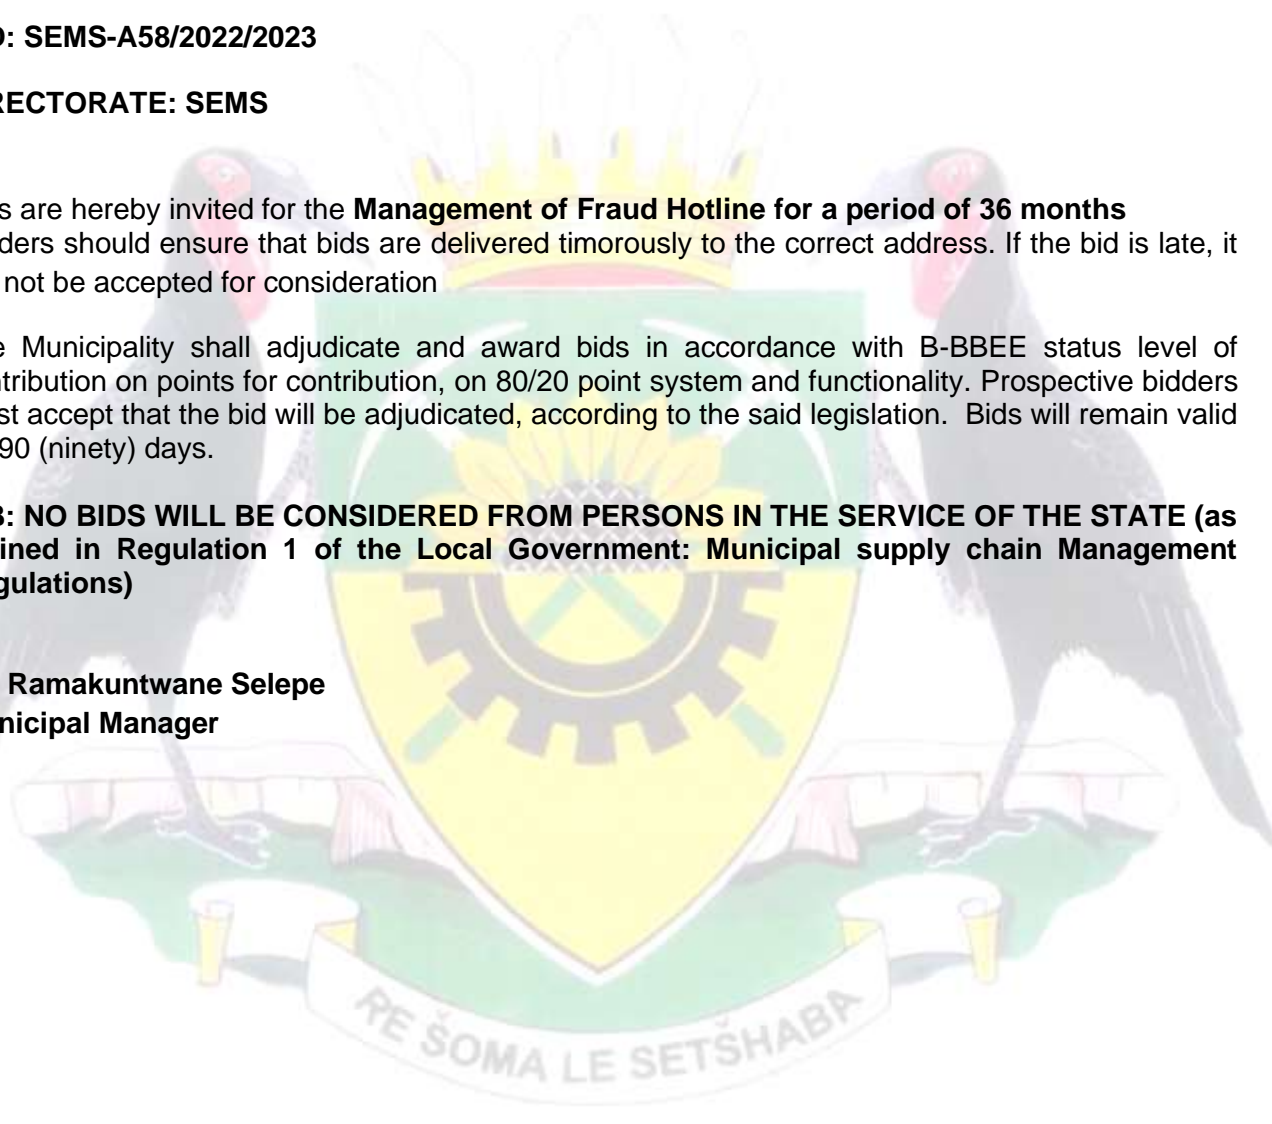 : SEMS-A58/2022/2023
RECTORATE: SEMS
s are hereby invited for the Management of Fraud Hotline for a period of 36 months
ders should ensure that bids are delivered timorously to the correct address. If the bid is late, it
not be accepted for consideration
e Municipality shall adjudicate and award bids in accordance with B-BBEE status level of
ntribution on points for contribution, on 80/20 point system and functionality. Prospective bidders
st accept that the bid will be adjudicated, according to the said legislation. Bids will remain valid
90 (ninety) days.
: NO BIDS WILL BE CONSIDERED FROM PERSONS IN THE SERVICE OF THE STATE (as
ined in Regulation 1 of the Local Government: Municipal supply chain Management
gulations)
Ramakuntwane Selepe
nicipal Manager
RE ŠOMA LE SETŠHABA